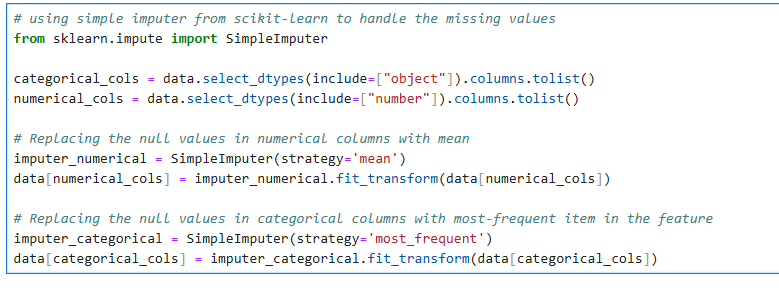 # using simple imputer from scikit-learn to handle the missing values
from sklearn.impute import SimpleImputer
categorical_cols = data.select_dtypes(include=["object"]).columns.tolist()
numerical_cols = data.select_dtypes(include=["number"]).columns.tolist()
# Replacing the null values in numerical columns with mean
imputer_numerical = SimpleImputer(strategy='mean')
data[numerical_cols] = imputer_numerical.fit_transform(data[numerical_cols])
# Replacing the null values in categorical columns with most-frequent item in the feature
imputer_categorical = SimpleImputer(strategy='most_frequent')
data[categorical_cols] = imputer_categorical.fit_transform(data[categorical_cols])